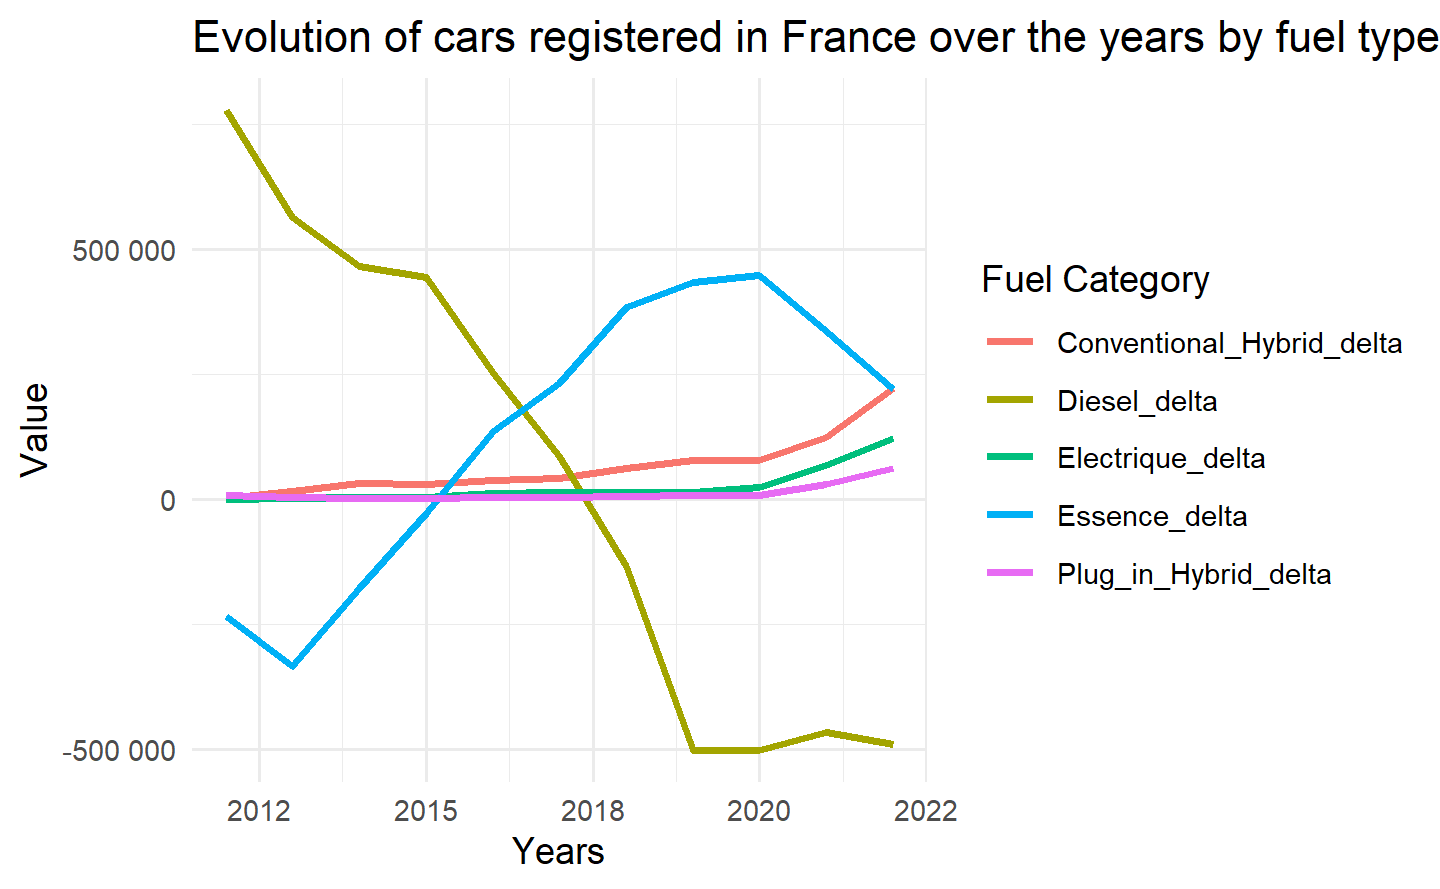 Evolution of cars registered in France over the years by fuel type
500 000
0
-500 000
Value
2012 2015 2018 2020 2022
Years
Fuel Category
Conventional_Hybrid_delta
Diesel_delta
Electrique_delta
Essence_delta
Plug_in_Hybrid_delta